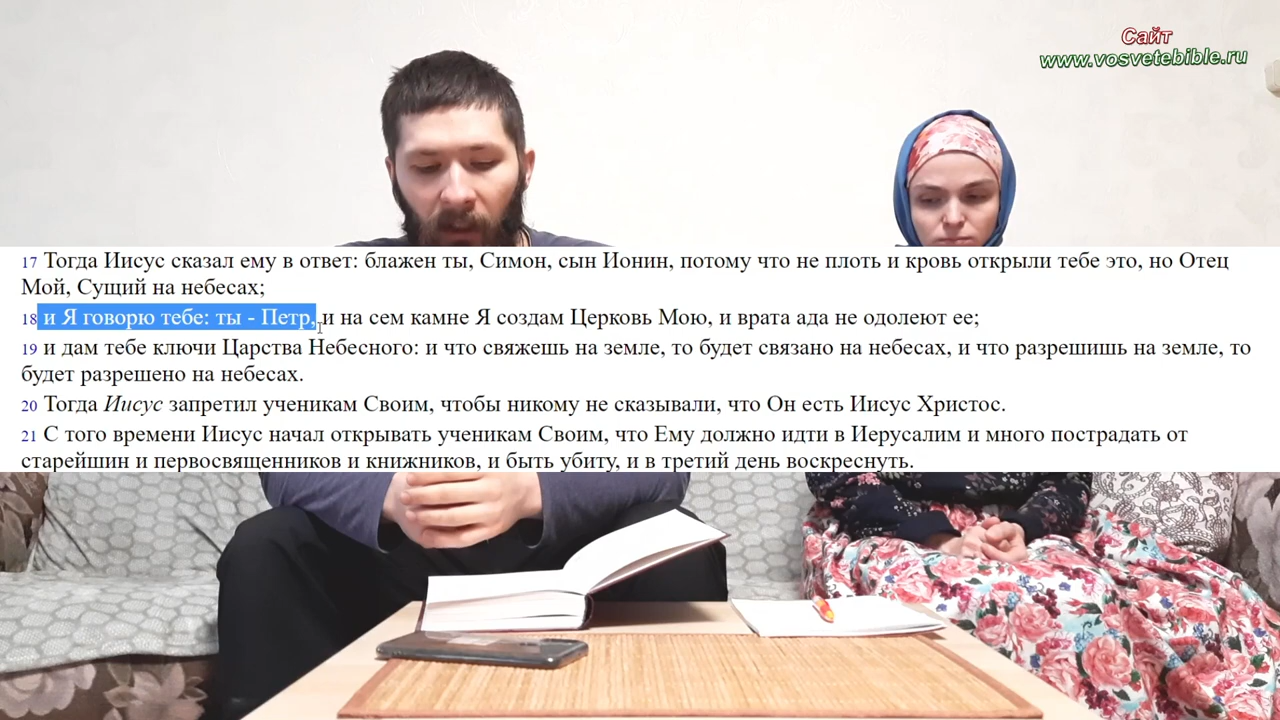 Сайт
www.vosvetebible.ru
17 Тогда Иисус сказал ему в ответ: блажен ты, Симон, сын Ионин, потому что не плоть и кровь открыли тебе это, но Отец
Мой, Сущий на небесах;
18 и Я говорю тебе: ты - Петр, и на сем камне Я создам Церковь Мою, и врата ада не одолеют ее;
19 и дам тебе ключи Царства Небесного: и что свяжешь на земле, то будет связано на небесах, и что разрешишь на земле, то
будет разрешено на небесах.
20 Тогда Иисус запретил ученикам Своим, чтобы никому не сказывали, что Он есть Иисус Христос.
21 С того времени Иисус начал открывать ученикам Своим, что Ему должно идти в Иерусалим и много пострадать от
старейшин и первосвященников и книжников, и быть убиту, и в третий день воскреснуть.